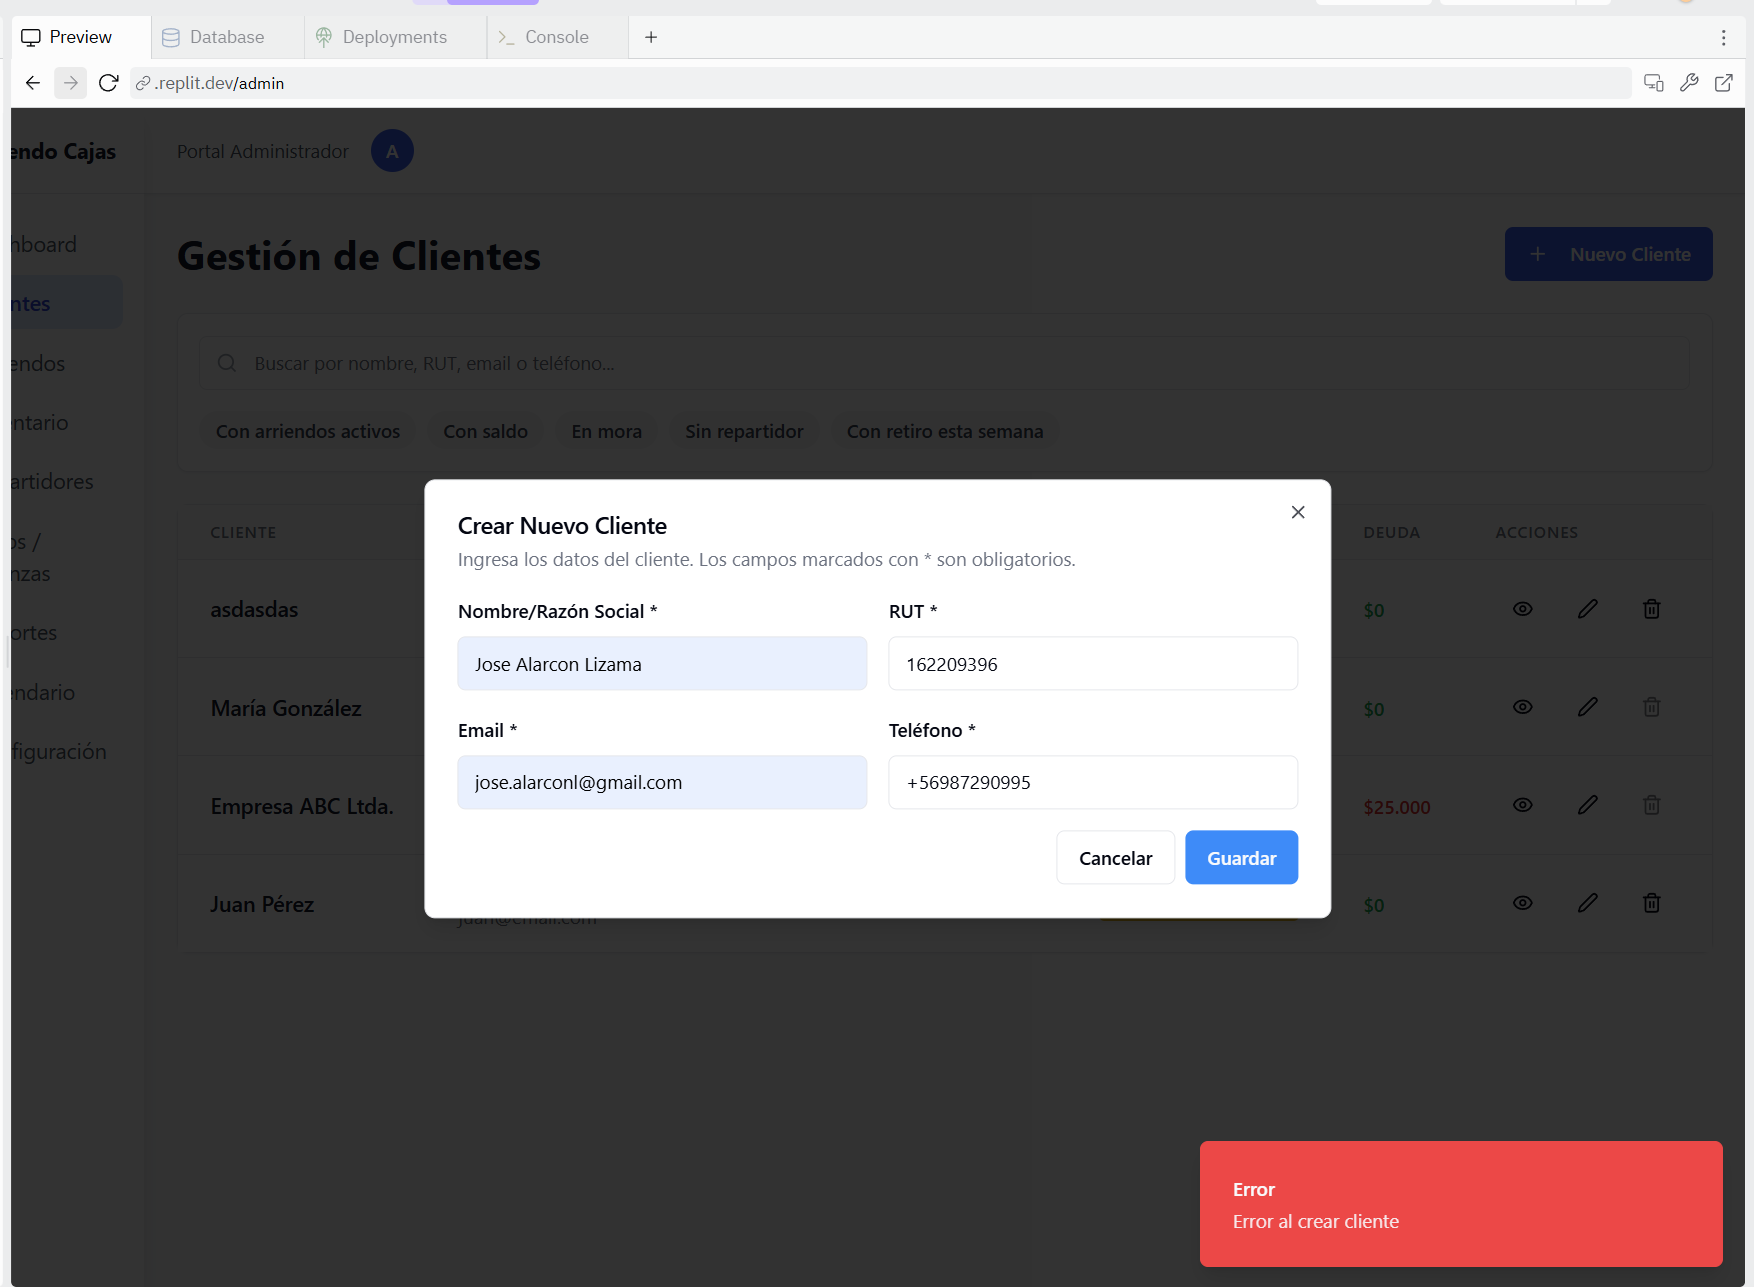 Preview
Database
Deployments
Console
.replit.dev/admin
endo Cajas
Portal Administrador
A
hboard
Gestión de Clientes
Nuevo Cliente
ntes
endos
Buscar por nombre, RUT, email o teléfono...
ntario
Con arriendos activos
Con saldo
En mora
Sin repartidor
Con retiro esta semana
artidores
os /
nzas
ortes
endario
figuración
CLIENTE
DEUDA
ACCIONES
asdasdas
$0
María González
$0
Empresa ABC Ltda.
$25.000
Juan Pérez
juan@email.com
$0
Crear Nuevo Cliente
Ingresa los datos del cliente. Los campos marcados con * son obligatorios.
Nombre/Razón Social *
RUT *
Jose Alarcon Lizama
162209396
Email *
Teléfono *
jose.alarconl@gmail.com
+56987290995
Cancelar
Guardar
Error
Error al crear cliente